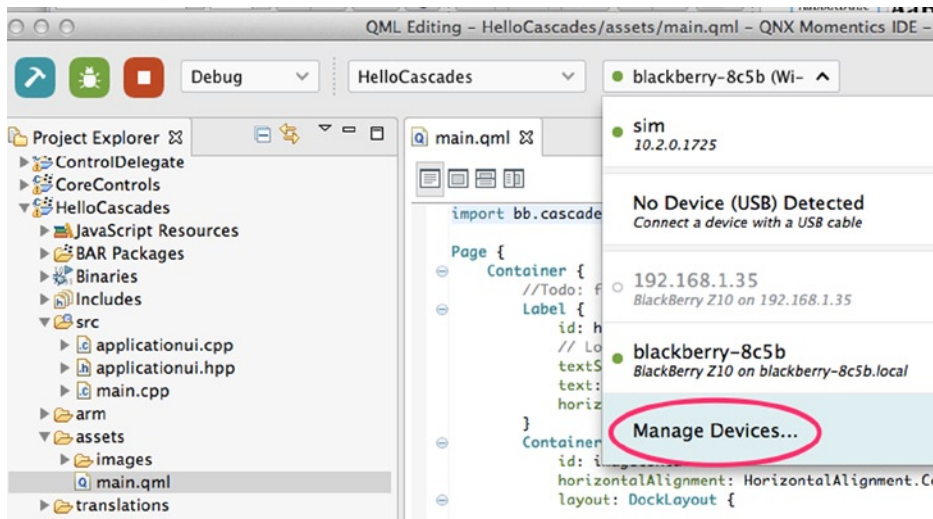 QML Editing – HelloCascades/assets/main.qml – QNX Momentics IDE –
Debug
HelloCascades
blackberry-8c5b (Wi-
Project Explorer
ControlDelegate
CoreControls
HelloCascades
JavaScript Resources
BAR Packages
Binaries
Includes
src
applicationui.cpp
applicationui.hpp
main.cpp
arm
assets
images
main.qml
translations
main.qml
import bb.cascade
Page {
Container {
//Todo: f
Label {
id: h
// Lo
textS
text:
horiz
}
Container
id:
horizontalAlignment: HorizontalAlignment.Ce
layout: DockLayout {
sim
10.2.0.1725
No Device (USB) Detected
Connect a device with a USB cable
192.168.1.35
BlackBerry Z10 on 192.168.1.35
blackberry-8c5b
BlackBerry Z10 on blackberry-8c5b.local
Manage Devices...